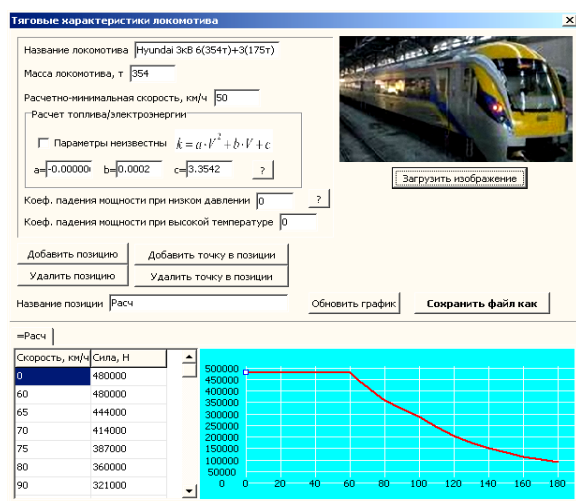 Тяговые характеристики локомотива
Название локомотива Hyundai 3кВ 6(354т)+3(175т)
Масса локомотива, т 354
Расчетно-минимальная скорость, км/ч 50
Расчет топлива/электроэнергии
Параметры неизвестны k = a·V² + b·V + c
a= -0.00000 b= 0.0002 c= 3.3542 ?
Загрузить изображение
Коеф. падения мощности при низком давлении 0 ?
Коеф. падения мощности при высокой температуре 0
Добавить позицию Добавить точку в позиции
Удалить позицию Удалить точку в позиции
Название позиции Расч Обновить график Сохранить файл как
=Расч
Скорость, км/ч Сила, Н
0 480000
60 480000
65 444000
70 414000
75 387000
80 360000
90 321000
500000
450000
400000
350000
300000
250000
200000
150000
100000
50000
0 0 20 40 60 80 100 120 140 160 180